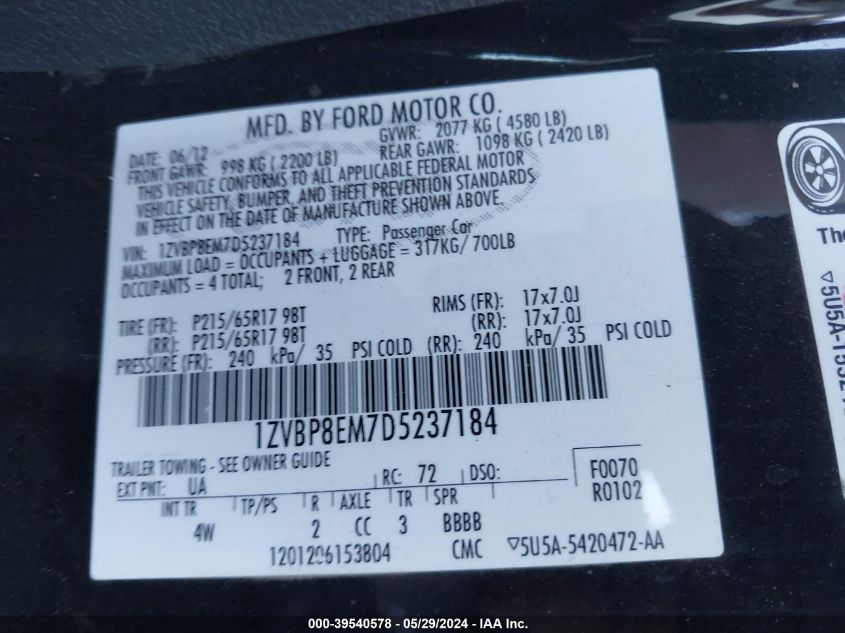 MFD. BY FORD MOTOR CO.
DATE: 06/12 GVWR: 2077 KG ( 4580 LB)
FRONT GAWR: 998 KG ( 2200 LB) REAR GAWR: 1098 KG ( 2420 LB)
THIS VEHICLE CONFORMS TO ALL APPLICABLE FEDERAL MOTOR
VEHICLE SAFETY, BUMPER, AND THEFT PREVENTION STANDARDS
IN EFFECT ON THE DATE OF MANUFACTURE SHOWN ABOVE.
VIN: 1ZVBP8EM7D5237184 TYPE: Passenger Car
MAXIMUM LOAD = OCCUPANTS + LUGGAGE = 317KG/ 700LB
OCCUPANTS = 4 TOTAL; 2 FRONT, 2 REAR
TIRE (FR): P215/65R17 98T RIMS (FR): 17x7.0J
(RR): P215/65R17 98T (RR): 17x7.0J
PRESSURE (FR): 240 kPa/ 35 PSI COLD (RR): 240 kPa/ 35 PSI COLD
1ZVBP8EM7D5237184
TRAILER TOWING - SEE OWNER GUIDE
EXT PNT: UA RC: 72 DSO: F0070
R0102
INT TR TP/PS R AXLE TR SPR
4W 2 CC 3 BBBB
1201206153804 CMC ▽5U5A-5420472-AA
The
▽5U5A-1532
000-39540578 — 05/29/2024 — IAA Inc.